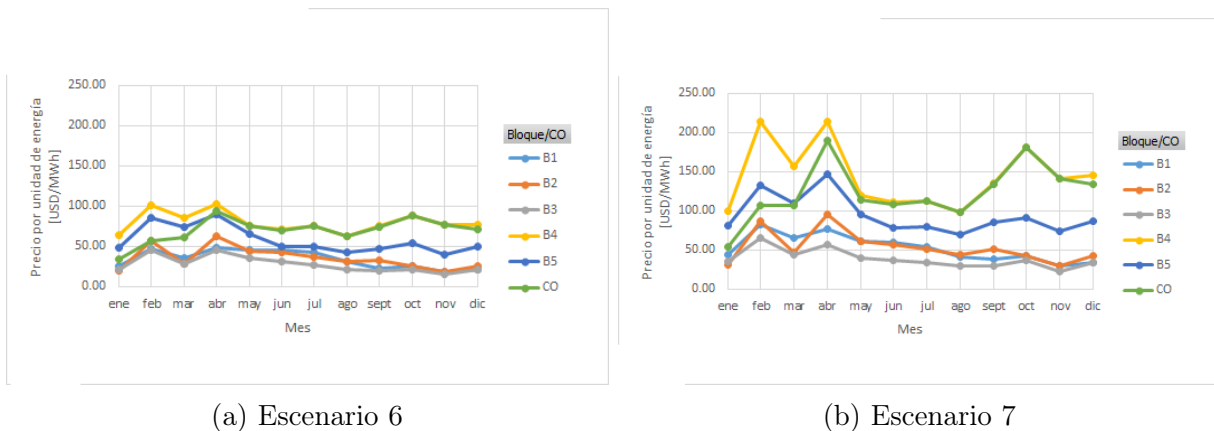 250.00
200.00
150.00
100.00
50.00
0.00
Precio por unidad de energía
[USD/MWh]
ene feb mar abr may jun jul ago sept oct nov dic
Mes
Bloque/CO
B1
B2
B3
B4
B5
CO
(a) Escenario 6
250.00
200.00
150.00
100.00
50.00
0.00
Precio por unidad de energía
[USD/MWh]
ene feb mar abr may jun jul ago sept oct nov dic
Mes
Bloque/CO
B1
B2
B3
B4
B5
CO
(b) Escenario 7